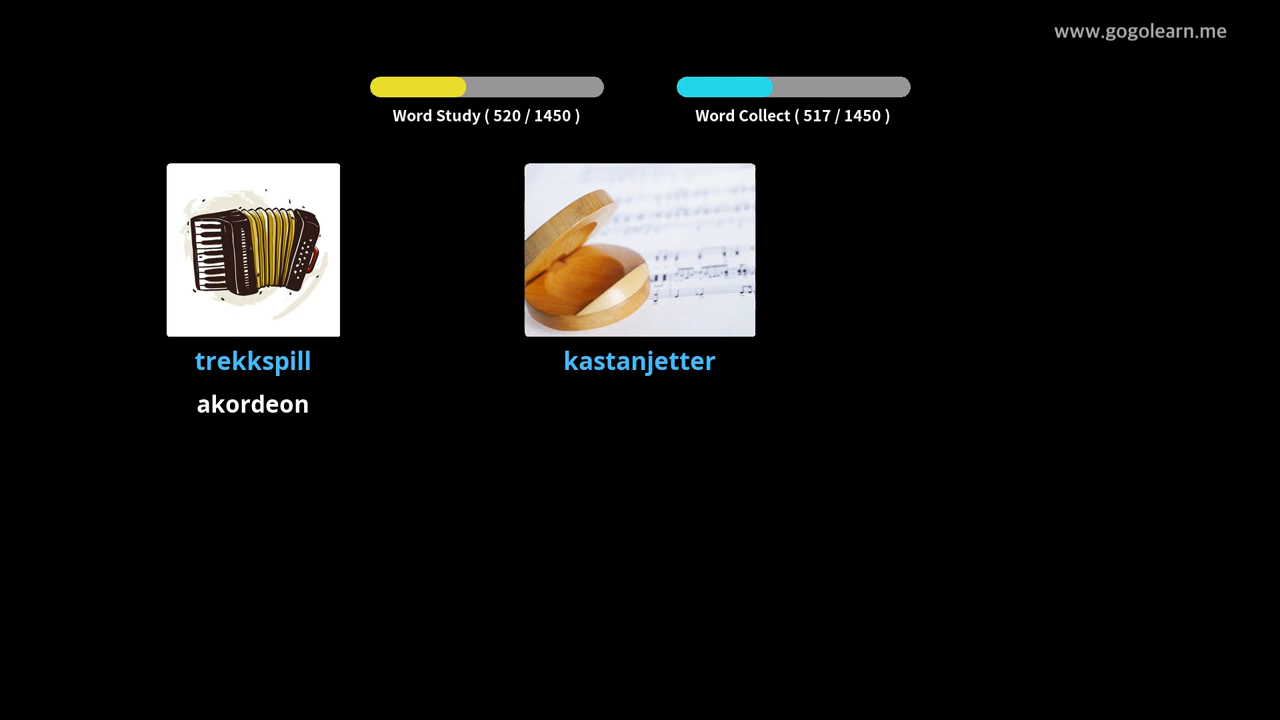 www.gogolearn.me
Word Study ( 520 / 1450 )
Word Collect ( 517 / 1450 )
trekkspill
kastanjetter
akordeon